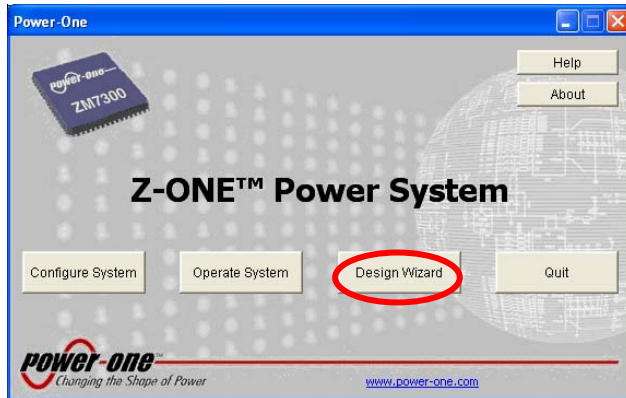 Power-One
Help
About
power-one
ZM7300
Z-ONE™ Power System
Configure System
Operate System
Design Wizard
Quit
power-one™
Changing the Shape of Power
www.power-one.com